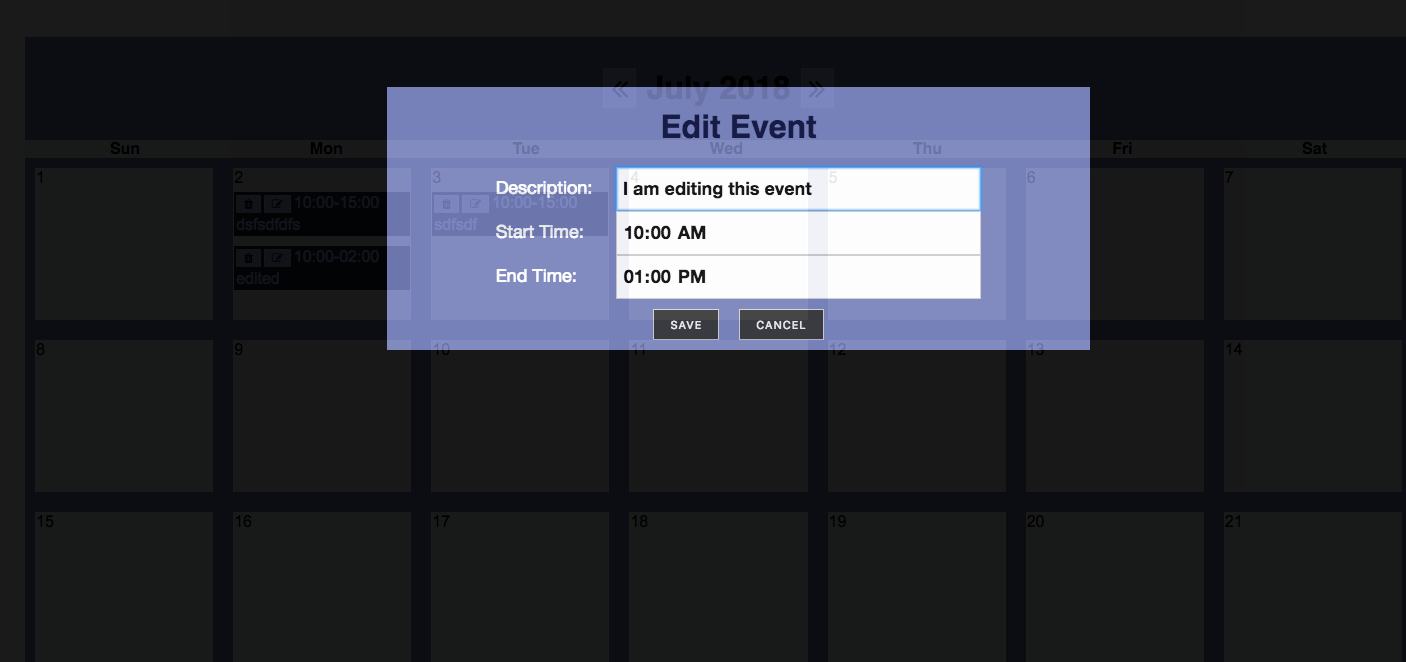 « July 2018 »
Edit Event
Sun Mon Tue Wed Thu Fri Sat
1 2 3 4 5 6 7
Description: I am editing this event
10:00-15:00 10:00-15:00
dsfsdfdfs sdfsdf
Start Time: 10:00 AM
10:00-02:00
edited
End Time: 01:00 PM
SAVE CANCEL
8 9 10 11 12 13 14
15 16 17 18 19 20 21